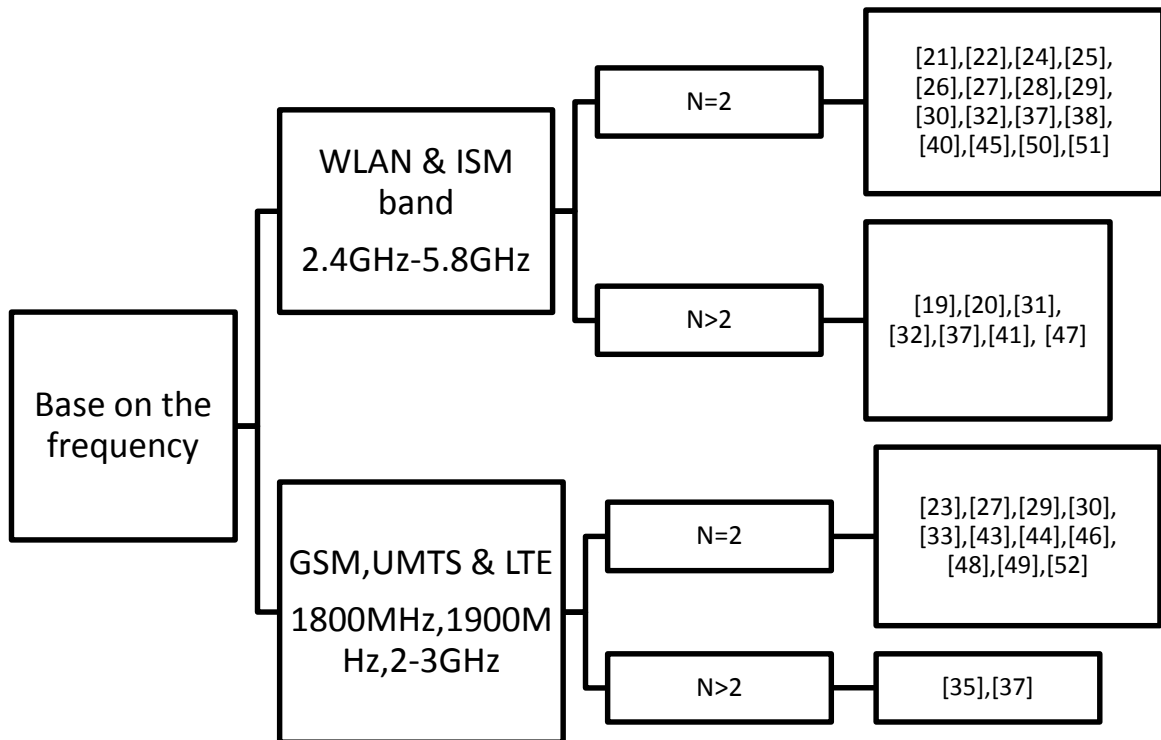 Base on the
frequency
WLAN & ISM
band
2.4GHz-5.8GHz
N=2
[21],[22],[24],[25],
[26],[27],[28],[29],
[30],[32],[37],[38],
[40],[45],[50],[51]
N>2
[19],[20],[31],
[32],[37],[41], [47]
GSM,UMTS & LTE
1800MHz,1900M
Hz,2-3GHz
N=2
[23],[27],[29],[30],
[33],[43],[44],[46],
[48],[49],[52]
N>2
[35],[37]